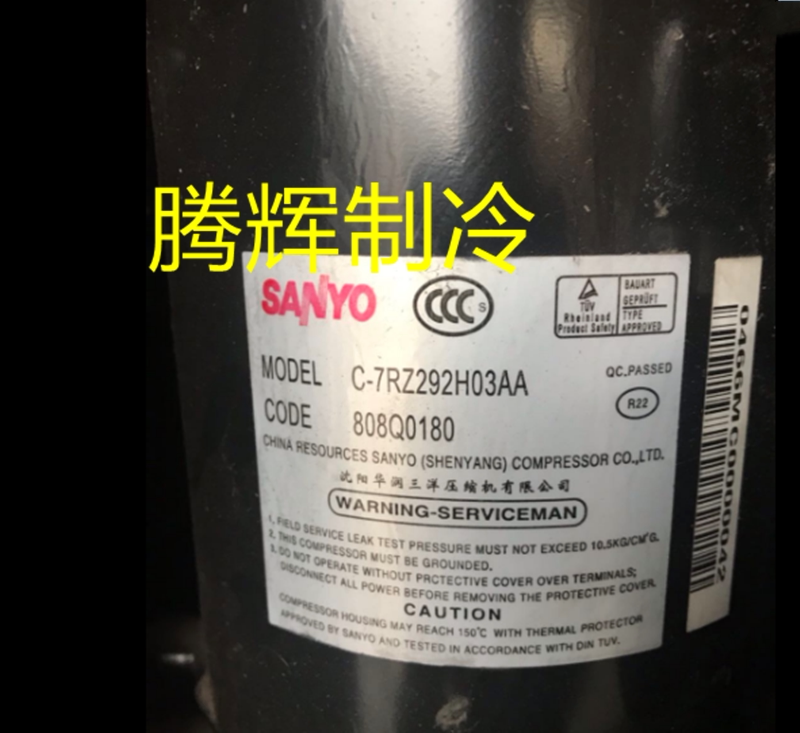 腾辉制冷
SANYO
CCC S
TÜV
Rheinland
Product Safety
BAUART
GEPRÜFT
TYPE
APPROVED
MODEL C-7RZ292H03AA
QC.PASSED
CODE 808Q0180
R22
CHINA RESOURCES SANYO (SHENYANG) COMPRESSOR CO.,LTD.
沈阳华润三洋压缩机有限公司
WARNING-SERVICEMAN
1. FIELD SERVICE LEAK TEST PRESSURE MUST NOT EXCEED 10.5KG/CM²G.
2. THIS COMPRESSOR MUST BE GROUNDED.
3. DO NOT OPERATE WITHOUT PRCTECTIVE COVER OVER TERMINALS;
DISCONNECT ALL POWER BEFORE REMOVING THE PROTECTIVE COVER.
CAUTION
COMPRESSOR HOUSING MAY REACH 150℃ WITH THERMAL PROTECTOR
APPROVED BY SANYO AND TESTED IN ACCORDANCE WITH DIN TUV.
0466MC0000042